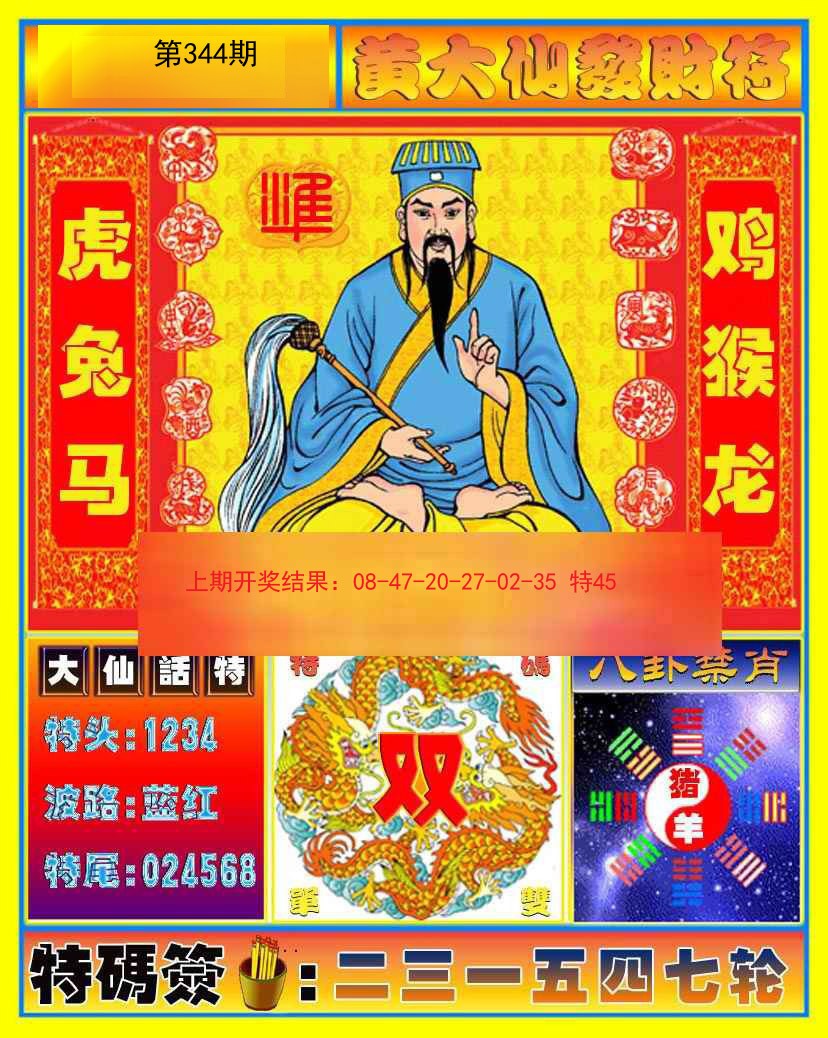 第344期
黄大仙發財符
虎兔马
鸡猴龙
上期开奖结果：08-47-20-27-02-35 特45
大仙話特
特头:1234
波路:蓝红
特尾:024568
特 碼
双
單 雙
八卦禁肖
猪
羊
特碼簽:二三一五四七轮